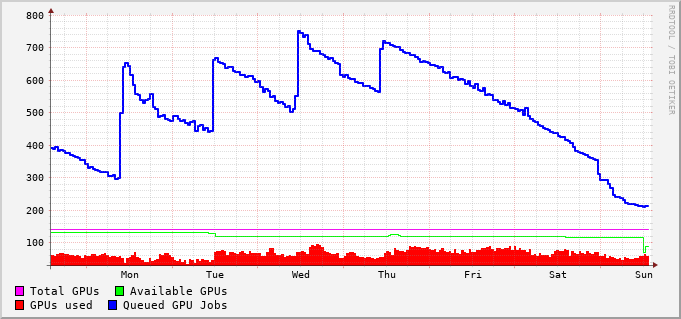 800
700
600
500
400
300
200
100
Mon Tue Wed Thu Fri Sat Sun
Total GPUs Available GPUs
GPUs used Queued GPU Jobs
RRDTOOL / TOBI OETIKER